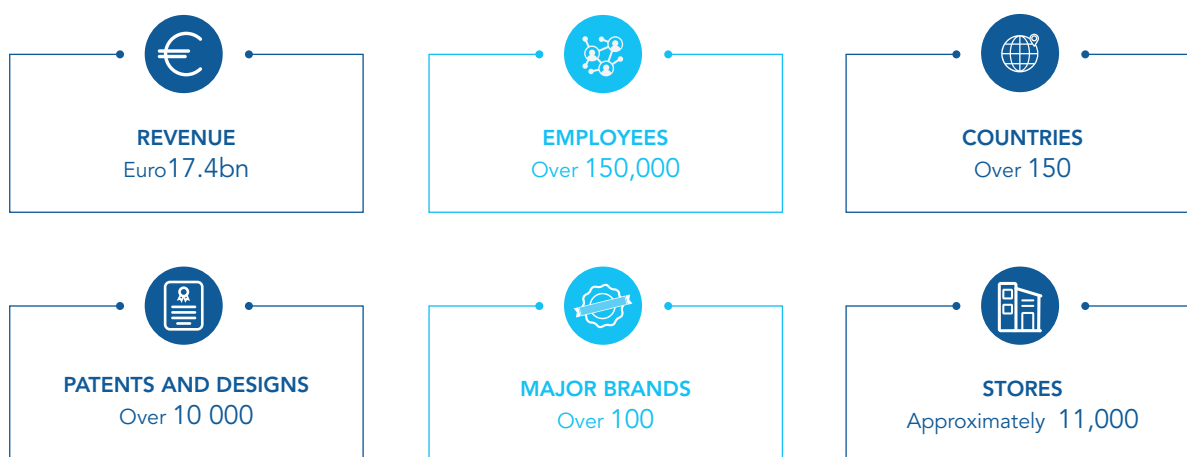 REVENUE
Euro17.4bn
EMPLOYEES
Over 150,000
COUNTRIES
Over 150
PATENTS AND DESIGNS
Over 10 000
MAJOR BRANDS
Over 100
STORES
Approximately 11,000